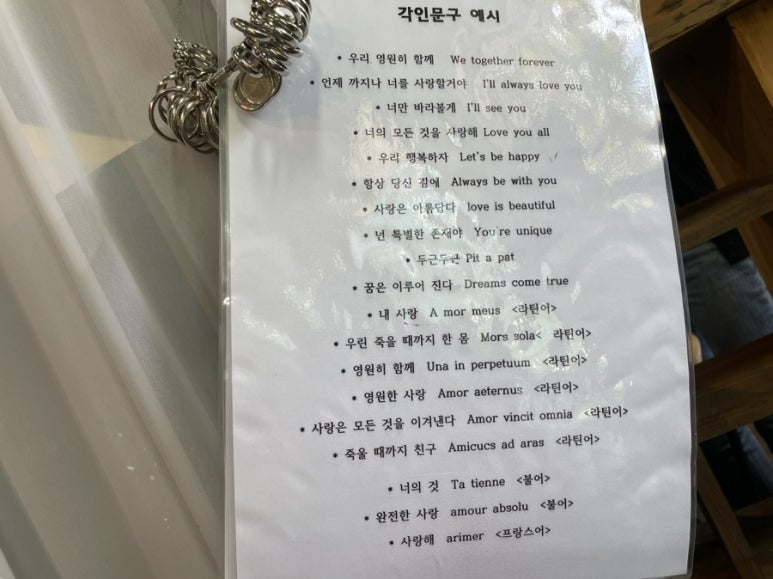 각인문구 예시
* 우리 영원히 함께 We together forever
* 언제 까지나 너를 사랑할거야 I'll always love you
* 너만 바라볼게 I'll see you
* 너의 모든 것을 사랑해 Love you all
* 우리 행복하자 Let's be happy
* 항상 당신 곁에 Always be with you
* 사랑은 아름답다 love is beautiful
* 넌 특별한 존재야 You're unique
* 두근두근 Pit a pat
* 꿈은 이루어 진다 Dreams come true
* 내 사랑 A mor meus <라틴어>
* 우린 죽을 때까지 한 몸 Mors sola< 라틴어>
* 영원히 함께 Una in perpetuum <라틴어>
* 영원한 사랑 Amor aeternus <라틴어>
* 사랑은 모든 것을 이겨낸다 Amor vincit omnia <라틴어>
* 죽을 때까지 친구 Amicucs ad aras <라틴어>
* 너의 것 Ta tienne <불어>
* 완전한 사랑 amour absolu <불어>
* 사랑해 arimer <프랑스어>